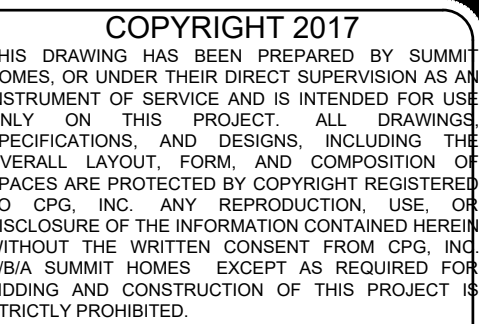 COPYRIGHT 2017
HIS DRAWING HAS BEEN PREPARED BY SUMMIT
OMES, OR UNDER THEIR DIRECT SUPERVISION AS AN
NSTRUMENT OF SERVICE AND IS INTENDED FOR USE
NLY ON THIS PROJECT. ALL DRAWINGS,
PECIFICATIONS, AND DESIGNS, INCLUDING THE
VERALL LAYOUT, FORM, AND COMPOSITION OF
PACES ARE PROTECTED BY COPYRIGHT REGISTERED
O CPG, INC. ANY REPRODUCTION, USE, OR
ISCLOSURE OF THE INFORMATION CONTAINED HEREIN
WITHOUT THE WRITTEN CONSENT FROM CPG, INC.
/B/A SUMMIT HOMES EXCEPT AS REQUIRED FOR
IDDING AND CONSTRUCTION OF THIS PROJECT IS
TRICTLY PROHIBITED.